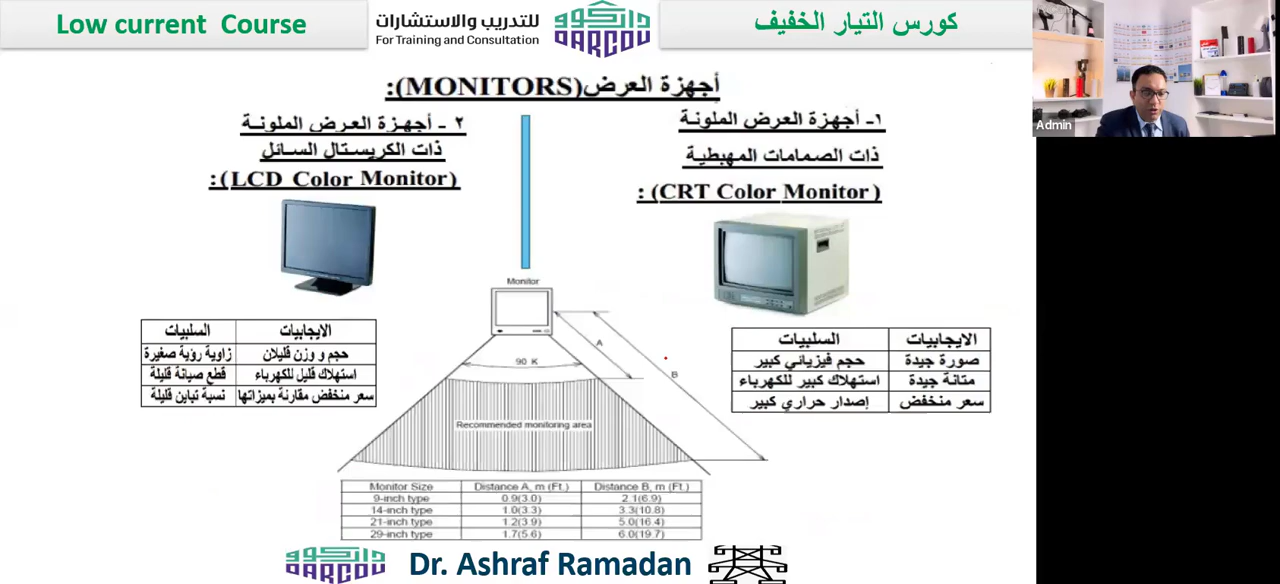 Low current Course
للتدريب والاستشارات
For Training and Consultation
داركوو
DARCOU
كورس التيار الخفيف
Admin
أجهزة العرض(MONITORS):
١- أجهزة العرض الملونة
ذات الصمامات المهبطية
(CRT Color Monitor) :
٢ - أجهزة العرض الملونة
ذات الكريستال السائل
(LCD Color Monitor):
الايجابيات السلبيات
صورة جيدة حجم فيزيائي كبير
متانة جيدة استهلاك كبير للكهرباء
سعر منخفض إصدار حراري كبير
الايجابيات السلبيات
حجم و وزن قليلان زاوية رؤية صغيرة
استهلاك قليل للكهرباء قطع صيانة قليلة
سعر منخفض مقارنة بميزاتها نسبة تباين قليلة
Monitor
A
B
90 K
Recommended monitoring area
Monitor Size Distance A, m (Ft.) Distance B, m (Ft.)
9-inch type 0.9(3.0) 2.1(6.9)
14-inch type 1.0(3.3) 3.3(10.8)
21-inch type 1.2(3.9) 5.0(16.4)
29-inch type 1.7(5.6) 6.0(19.7)
داركوو
DARCOU
Dr. Ashraf Ramadan